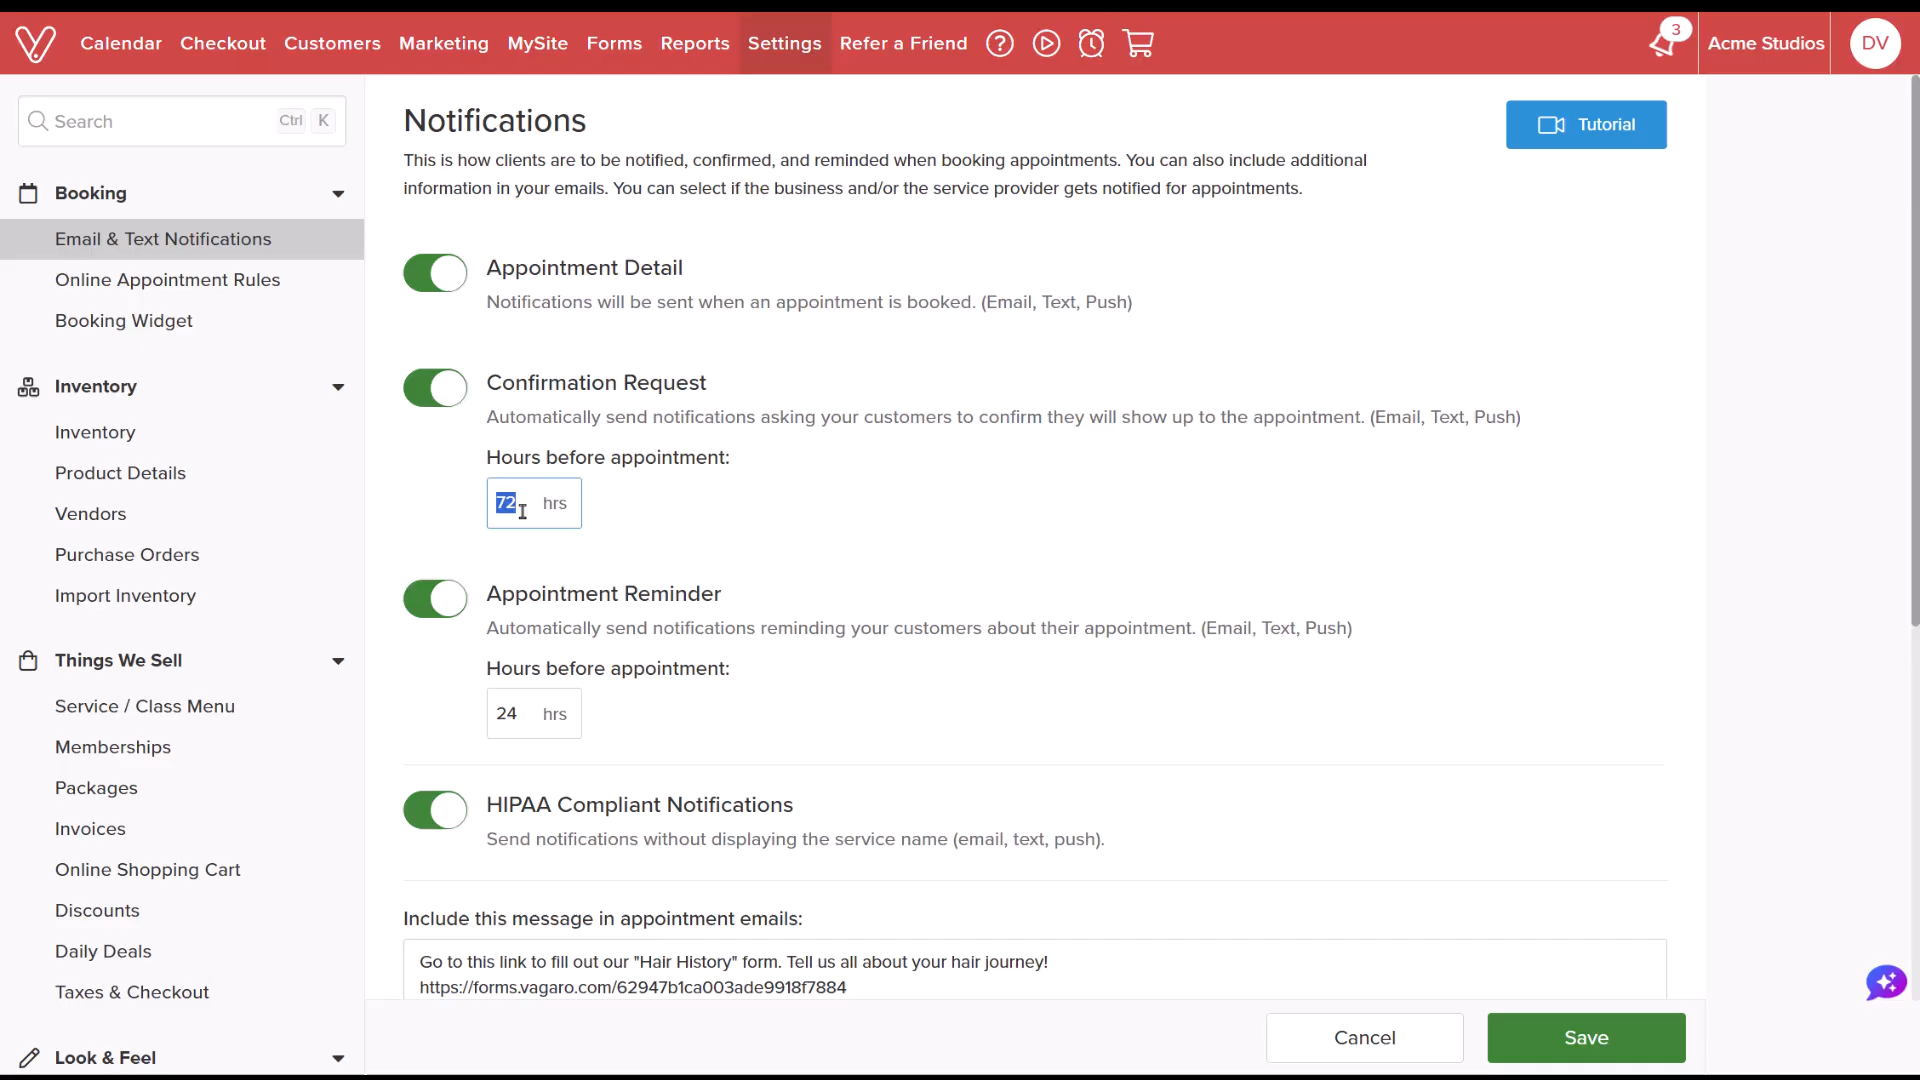 Calendar Checkout Customers Marketing MySite Forms Reports Settings Refer a Friend ? 3 Acme Studios DV
Search Ctrl K
Booking
Email & Text Notifications
Online Appointment Rules
Booking Widget
Inventory
Inventory
Product Details
Vendors
Purchase Orders
Import Inventory
Things We Sell
Service / Class Menu
Memberships
Packages
Invoices
Online Shopping Cart
Discounts
Daily Deals
Taxes & Checkout
Look & Feel
Notifications
Tutorial
This is how clients are to be notified, confirmed, and reminded when booking appointments. You can also include additional
information in your emails. You can select if the business and/or the service provider gets notified for appointments.
Appointment Detail
Notifications will be sent when an appointment is booked. (Email, Text, Push)
Confirmation Request
Automatically send notifications asking your customers to confirm they will show up to the appointment. (Email, Text, Push)
Hours before appointment:
72 hrs
Appointment Reminder
Automatically send notifications reminding your customers about their appointment. (Email, Text, Push)
Hours before appointment:
24 hrs
HIPAA Compliant Notifications
Send notifications without displaying the service name (email, text, push).
Include this message in appointment emails:
Go to this link to fill out our "Hair History" form. Tell us all about your hair journey!
https://forms.vagaro.com/62947b1ca003ade9918f7884
Cancel Save